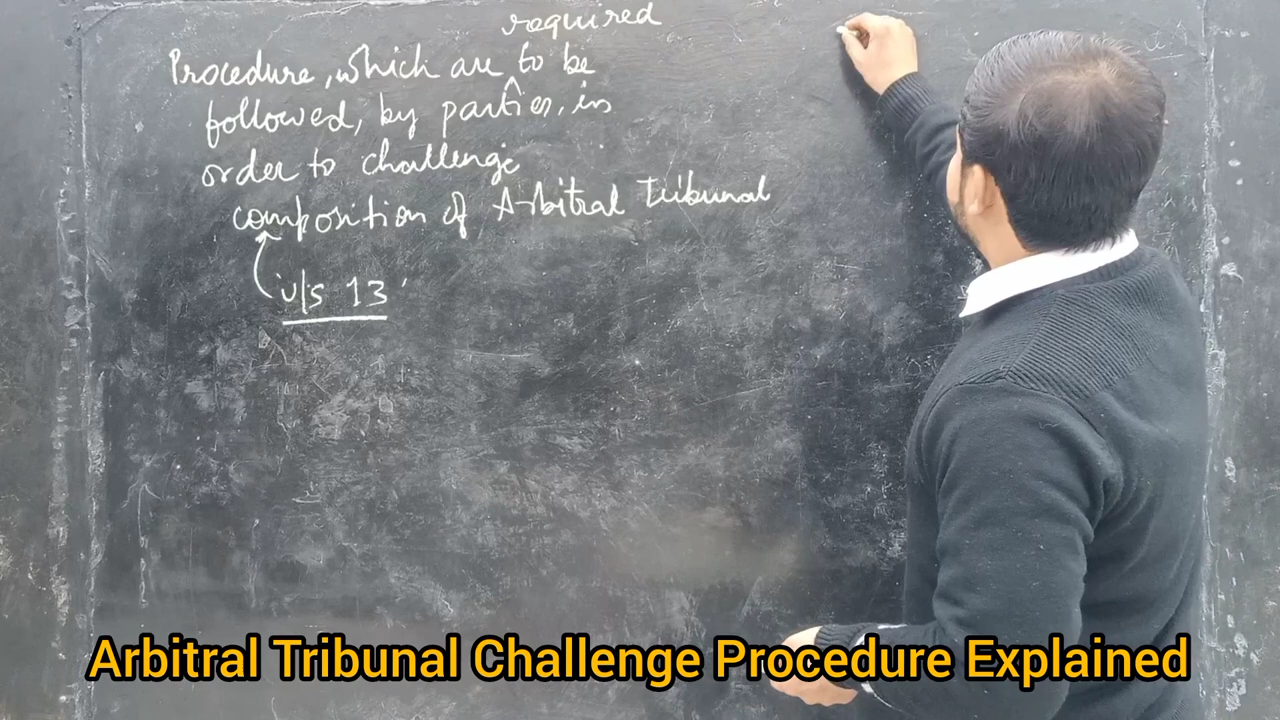 required
Procedure, which are ^ to be
followed, by parties, in
order to challenge
composition of Arbitral Tribunal
u/s 13
Arbitral Tribunal Challenge Procedure Explained